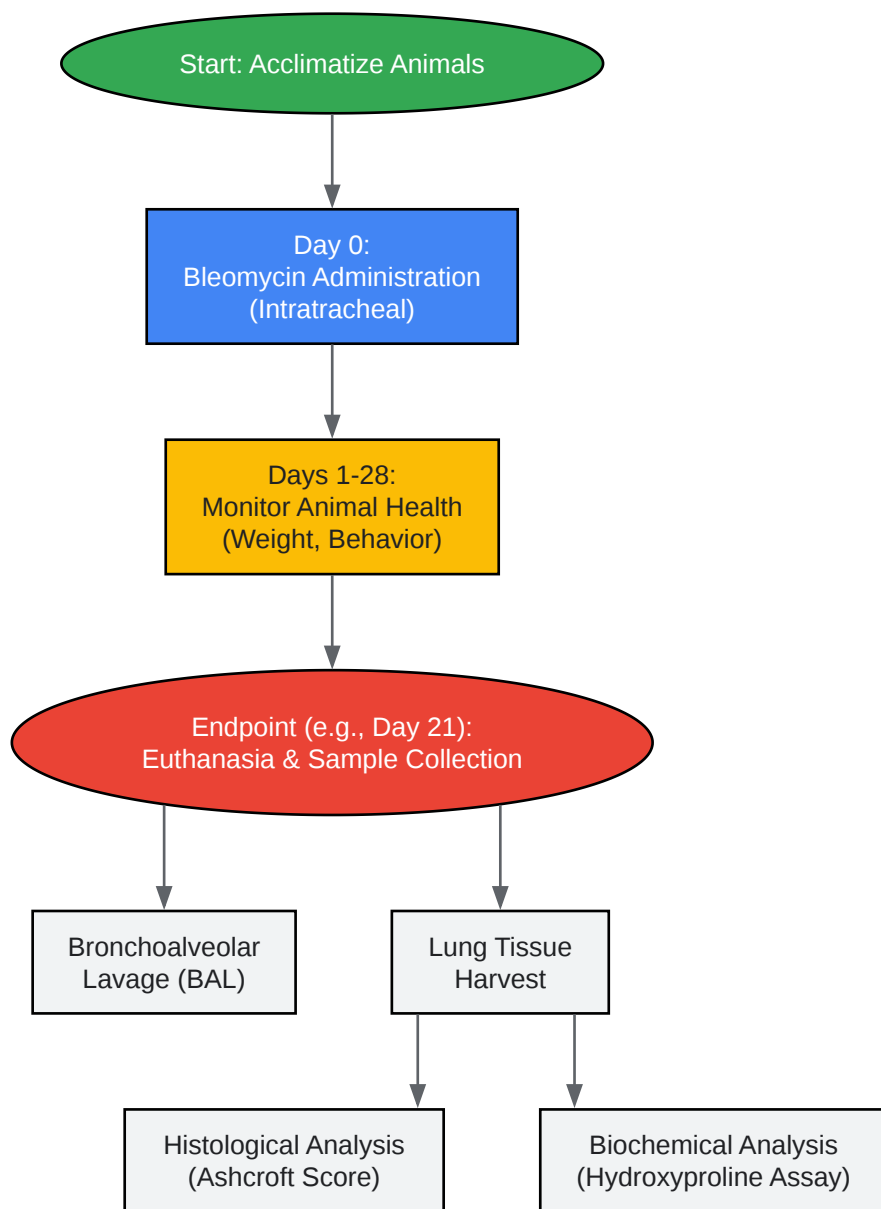 Start: Acclimatize Animals
Day 0:
Bleomycin Administration
(Intratracheal)
Days 1-28:
Monitor Animal Health
(Weight, Behavior)
Endpoint (e.g., Day 21):
Euthanasia & Sample Collection
Bronchoalveolar
Lavage (BAL)
Lung Tissue
Harvest
Histological Analysis
(Ashcroft Score)
Biochemical Analysis
(Hydroxyproline Assay)